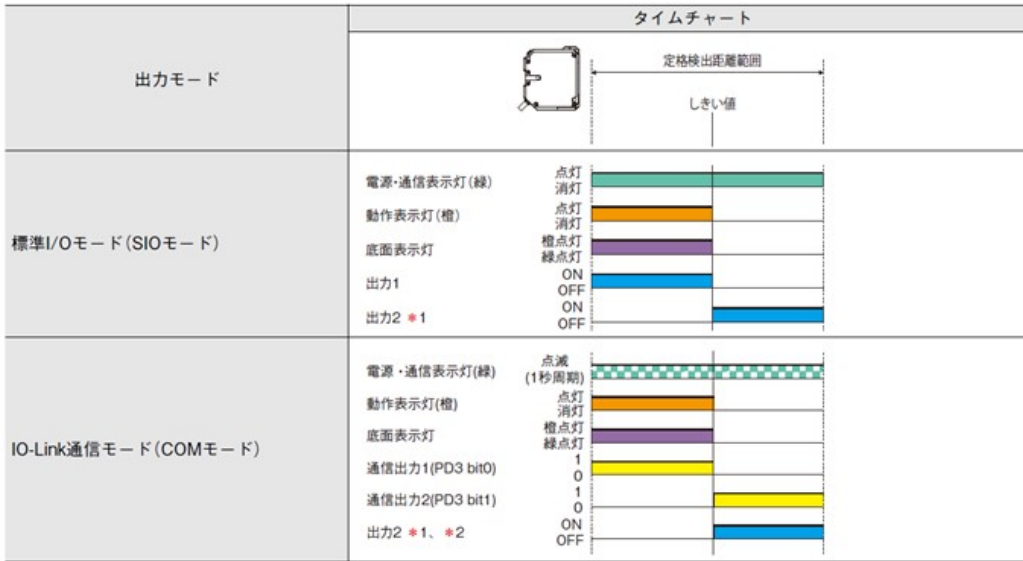 出力モード
タイムチャート
定格検出距離範囲
しきい値
標準I/Oモード(SIOモード)
電源・通信表示灯(緑)
点灯
消灯
動作表示灯(橙)
点灯
消灯
底面表示灯
橙点灯
緑点灯
出力1
ON
OFF
出力2 *1
ON
OFF
IO-Link通信モード(COMモード)
電源・通信表示灯(緑)
点滅
(1秒周期)
動作表示灯(橙)
点灯
消灯
底面表示灯
橙点灯
緑点灯
通信出力1(PD3 bit0)
1
0
通信出力2(PD3 bit1)
1
0
出力2 *1、*2
ON
OFF